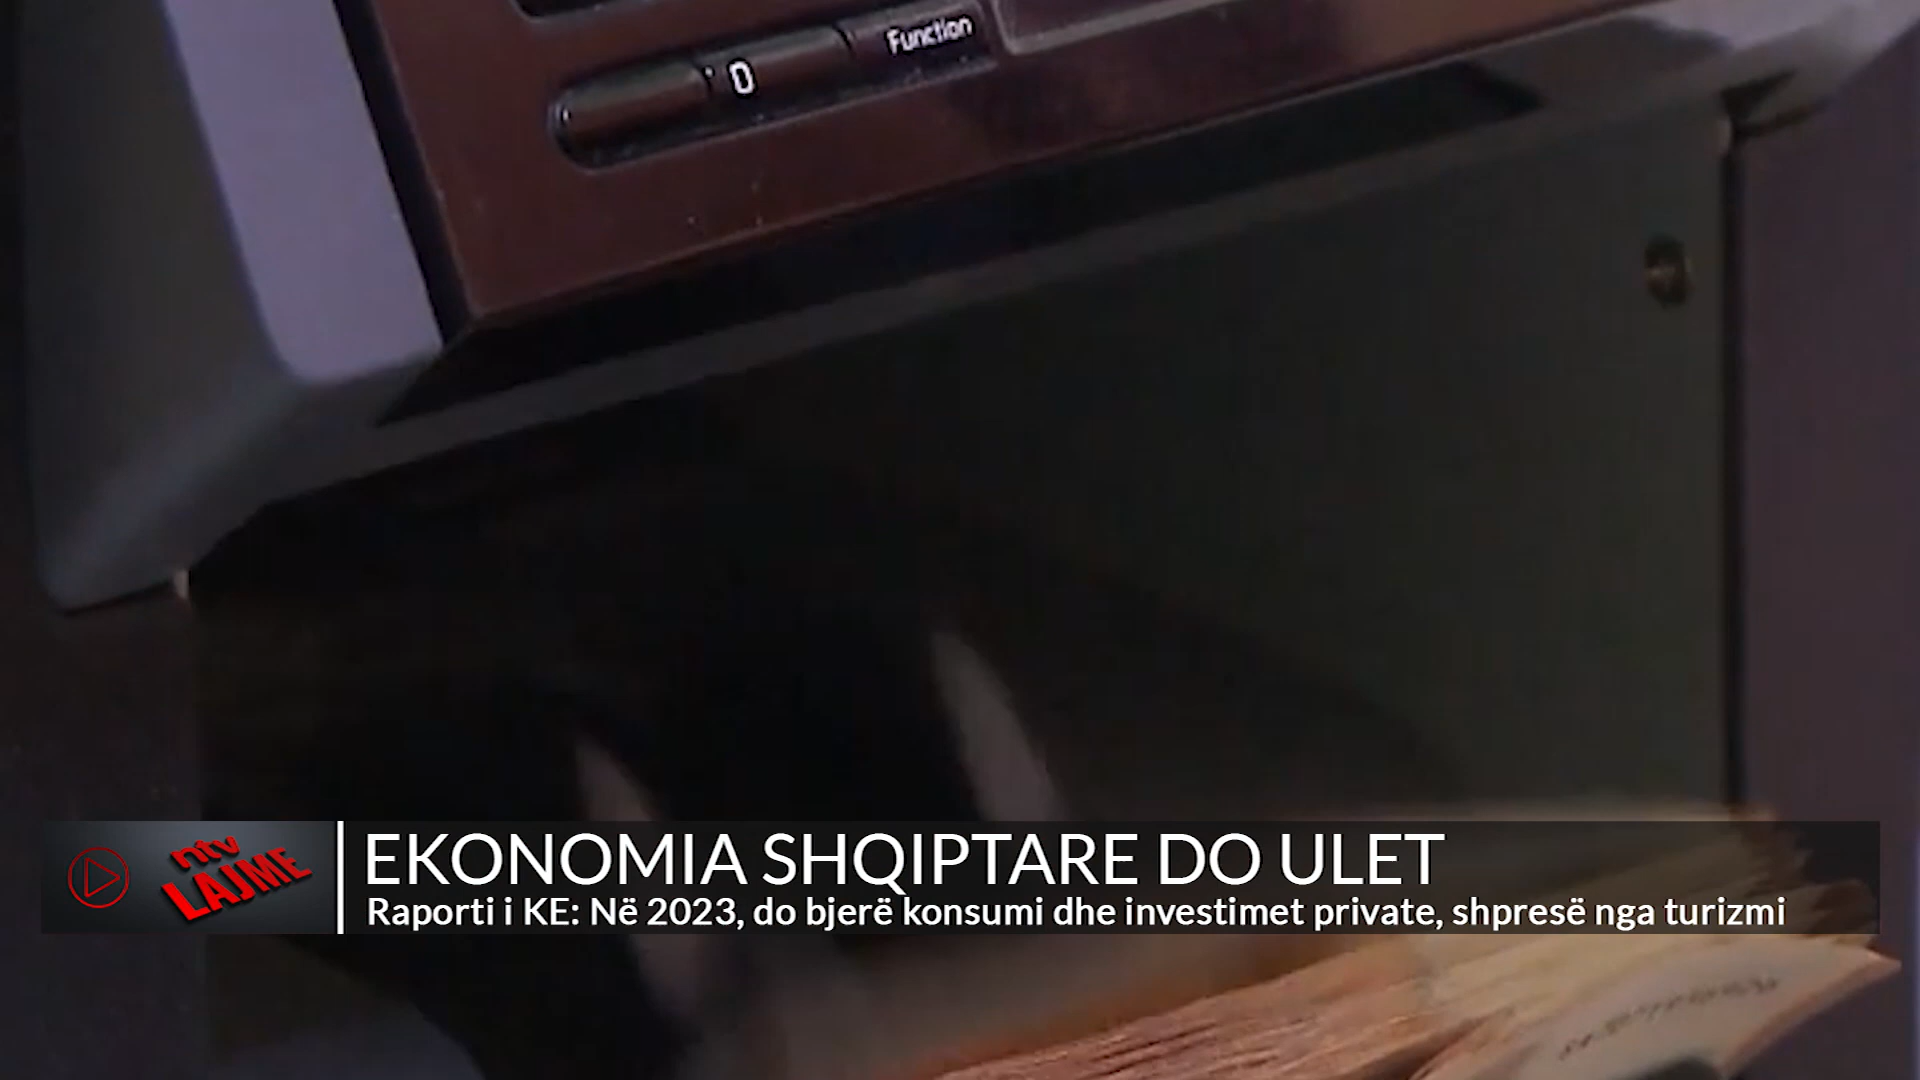 Function
0
ntv
LAJME
EKONOMIA SHQIPTARE DO ULET
Raporti i KE: Në 2023, do bjerë konsumi dhe investimet private, shpresë nga turizmi